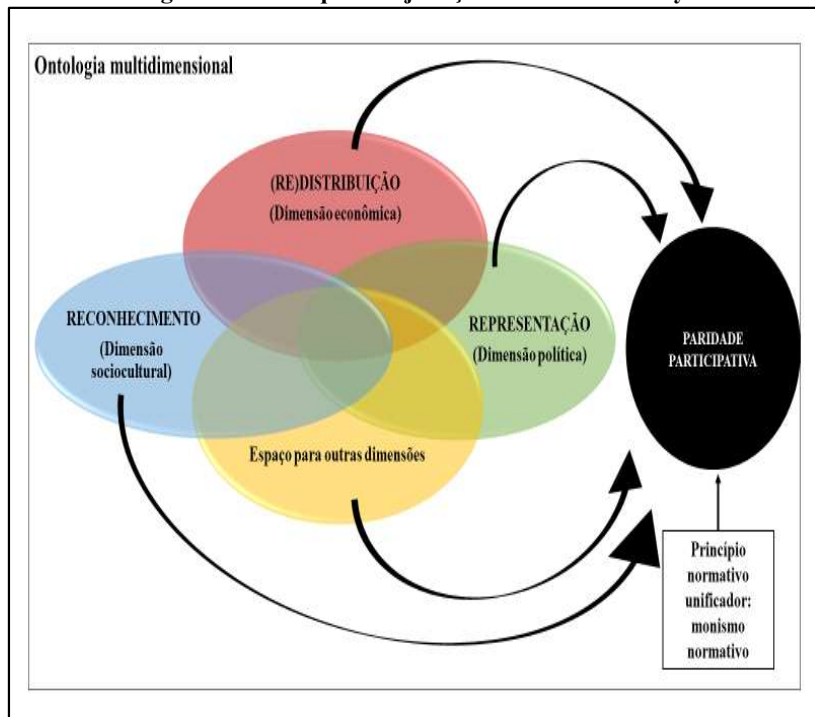 Ontologia multidimensional
(RE)DISTRIBUIÇÃO
(Dimensão econômica)
RECONHECIMENTO
(Dimensão
sociocultural)
REPRESENTAÇÃO
(Dimensão política)
Espaço para outras dimensões
PARIDADE
PARTICIPATIVA
Princípio
normativo
unificador:
monismo
normativo